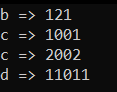 b => 121
c => 1001
c => 2002
d => 11011